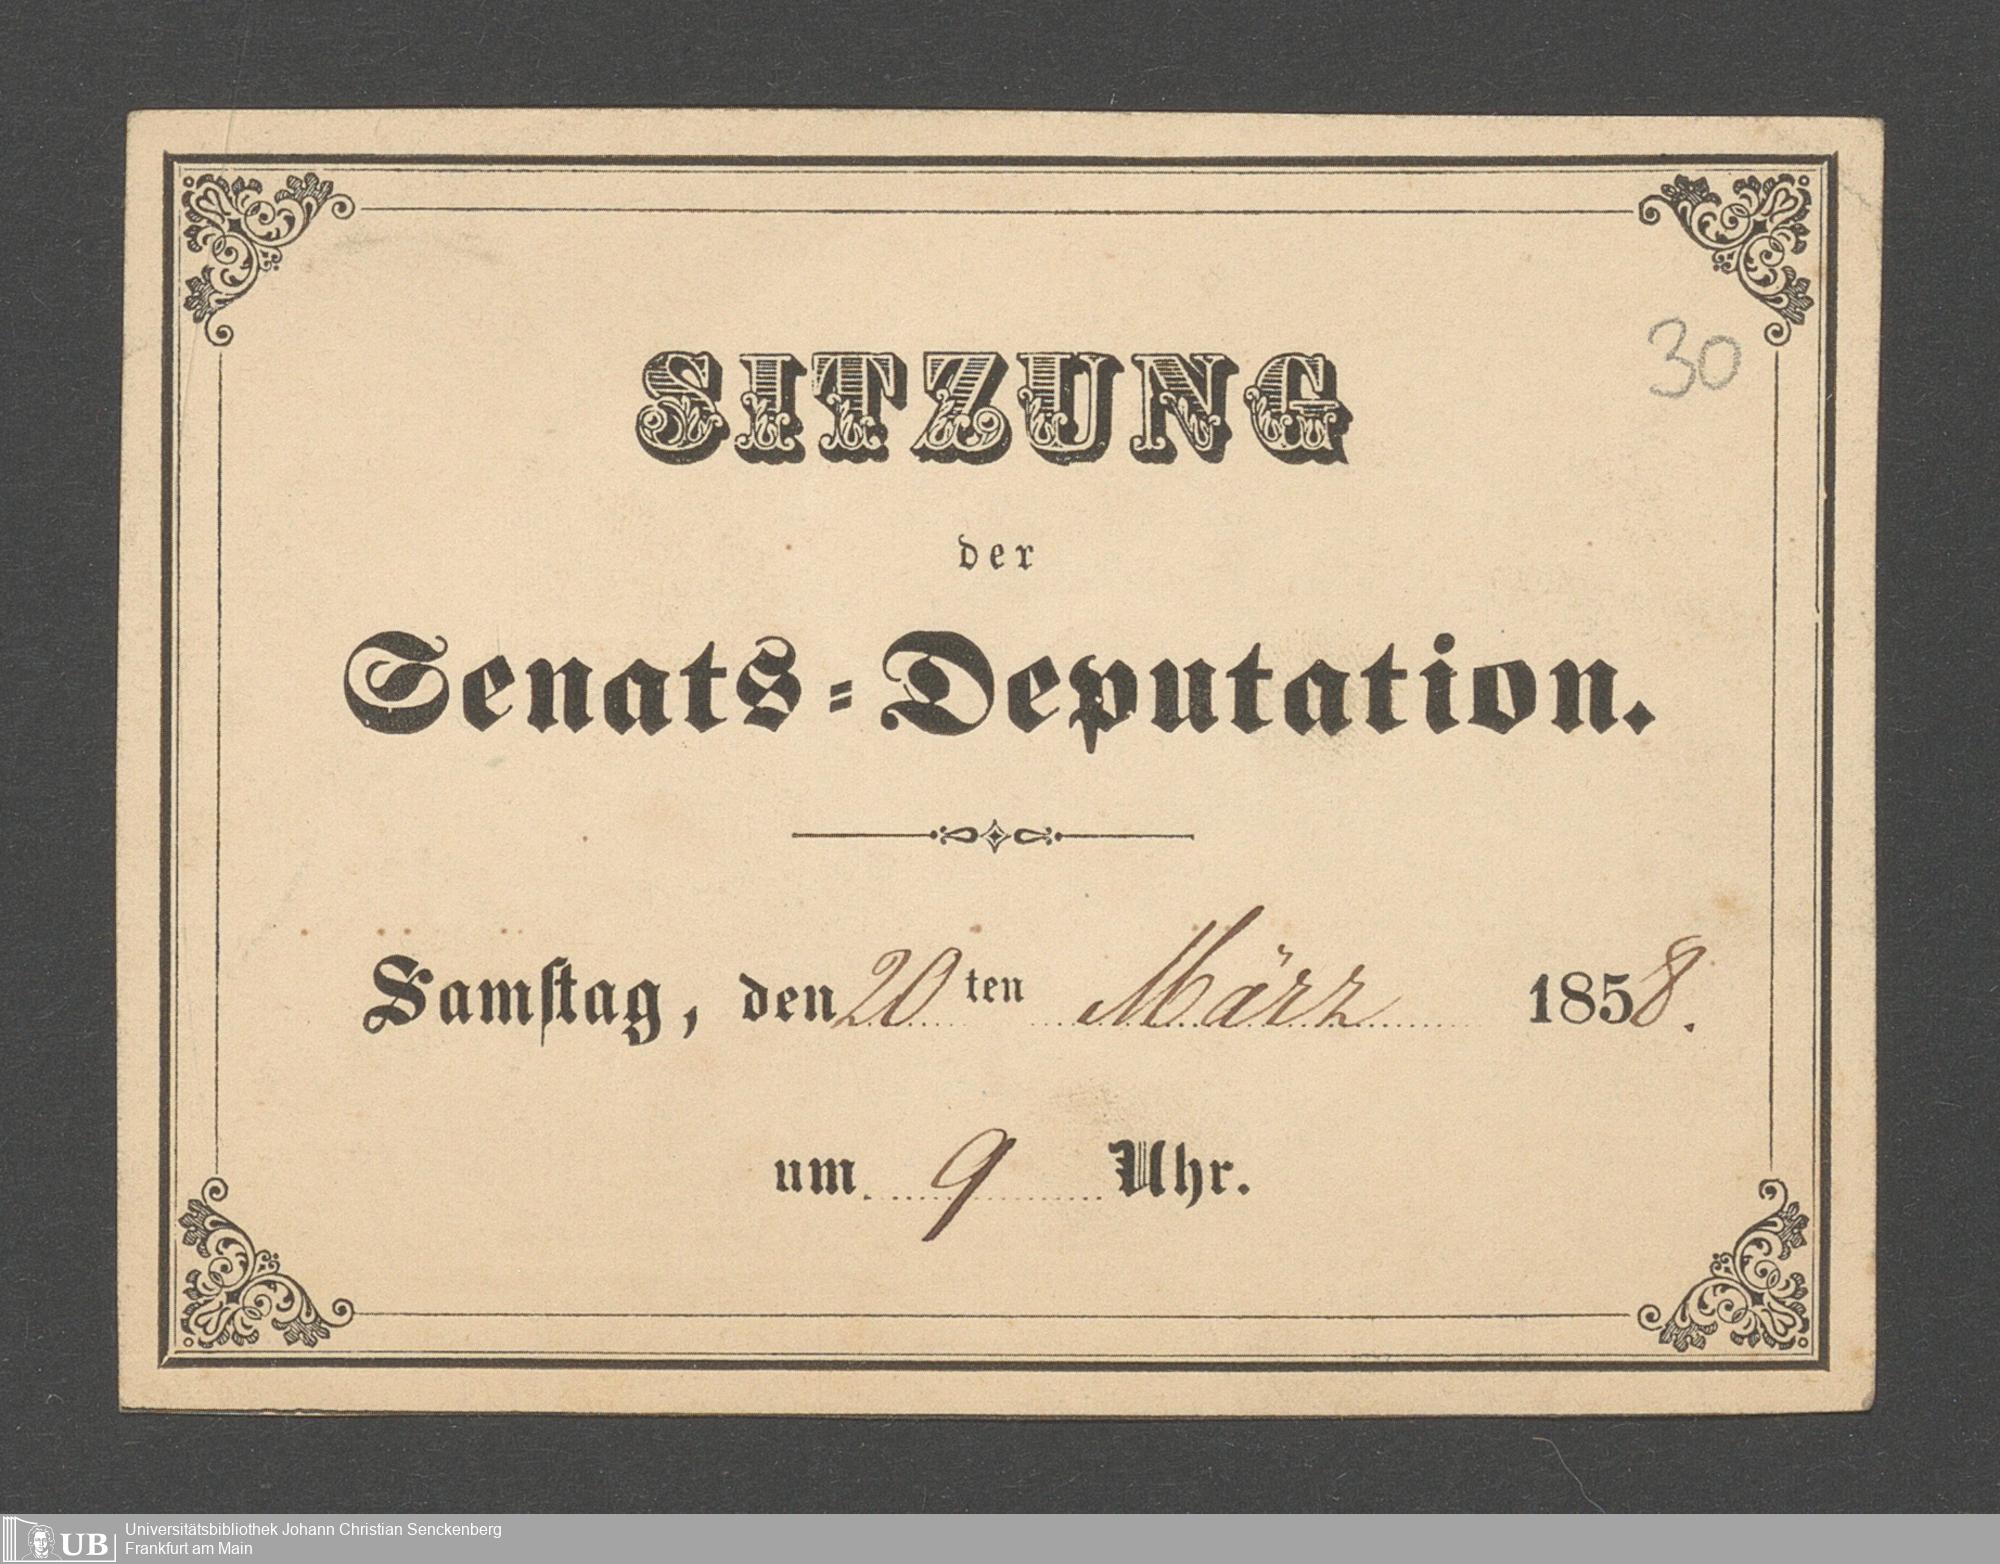 30
SITZUNG
der
Senats=Deputation.
Samſtag, den 20ten März 1858.
um 9 Uhr.
UB
Universitätsbibliothek Johann Christian Senckenberg
Frankfurt am Main